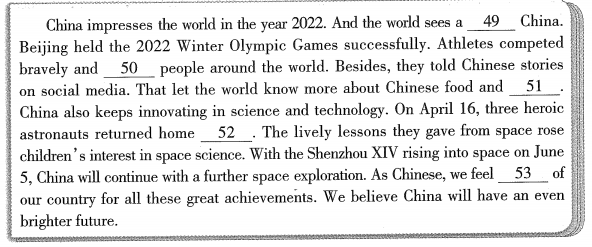 China impresses the world in the year 2022. And the world sees a 49 China.
Beijing held the 2022 Winter Olympic Games successfully. Athletes competed
bravely and 50 people around the world. Besides, they told Chinese stories
on social media. That let the world know more about Chinese food and 51 .
China also keeps innovating in science and technology. On April 16, three heroic
astronauts returned home 52 . The lively lessons they gave from space rose
children's interest in space science. With the Shenzhou XIV rising into space on June
5, China will continue with a further space exploration. As Chinese, we feel 53 of
our country for all these great achievements. We believe China will have an even
brighter future.